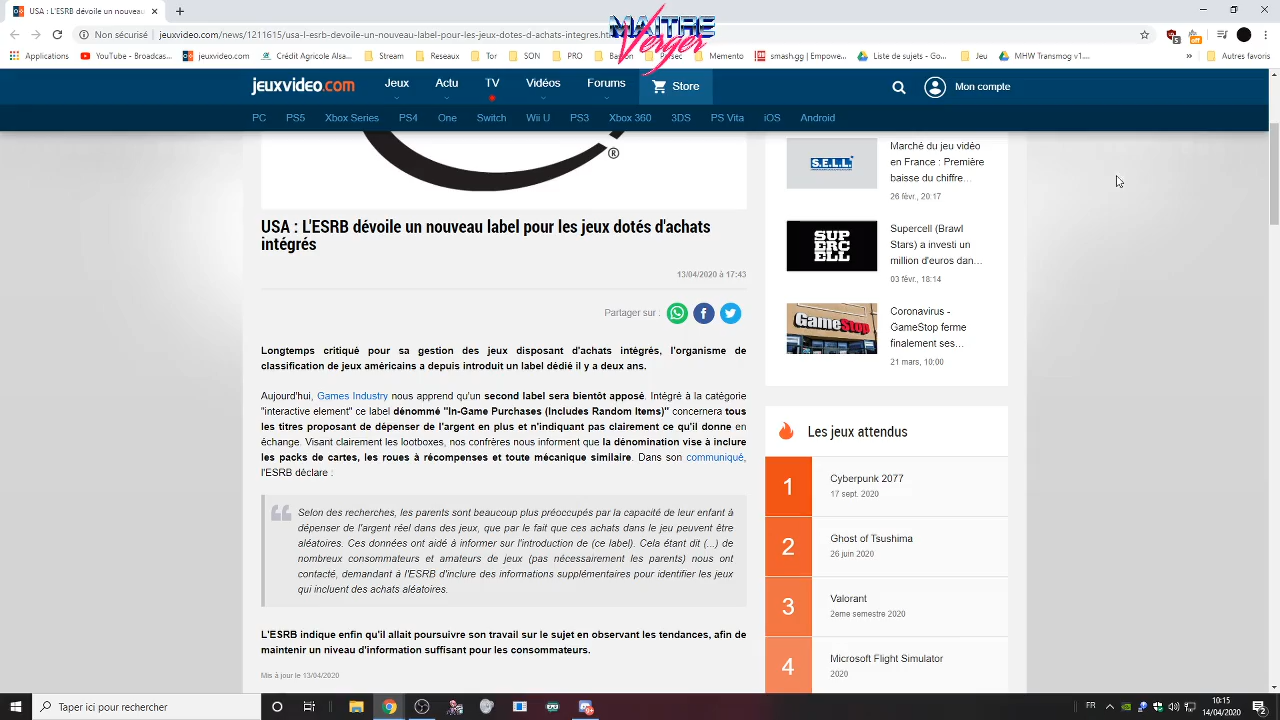 USA : L'ESRB dévoile un nouvea
MAITRE
Verger
Non sécurisé | jeuxvideo.com/news/1211895/usa-l-esrb-devoile-un-nouveau-label-pour-les-jeux-dotes-d-achats-integres.ht
Applications YouTube - Broadcas... jeuxvideo.com Crédit Agricole Alsa... Stream Reseaux Tor SON PRO Memento smash.gg | Empowe... Liste de sujets - Go... Jeu MHW Transmog v1... Autres favoris
jeuxvideo.com Jeux Actu TV Vidéos Forums Store Mon compte
PC PS5 Xbox Series PS4 One Switch Wii U PS3 Xbox 360 3DS PS Vita iOS Android
®
USA : L'ESRB dévoile un nouveau label pour les jeux dotés d'achats
intégrés
13/04/2020 à 17:43
Partager sur :
Longtemps critiqué pour sa gestion des jeux disposant d'achats intégrés, l'organisme de
classification de jeux américains a depuis introduit un label dédié il y a deux ans.
Aujourd'hui, Games Industry nous apprend qu'un second label sera bientôt apposé. Intégré à la catégorie
"interactive element" ce label dénommé "In-Game Purchases (Includes Random Items)" concernera tous
les titres proposant de dépenser de l'argent en plus et n'indiquant pas clairement ce qu'il donne en
échange. Visant clairement les lootboxes, nos confrères nous informent que la dénomination vise à inclure
les packs de cartes, les roues à récompenses et toute mécanique similaire. Dans son communiqué,
l'ESRB déclare :
Selon des recherches, les parents sont beaucoup plus préoccupés par la capacité de leur enfant à
dépenser de l'argent réel dans des jeux, que par le fait que ces achats dans le jeu peuvent être
aléatoires. Ces données ont aidé à informer sur l'introduction de (ce label). Cela étant dit (...) de
nombreux consommateurs et amateurs de jeux (pas nécessairement les parents) nous ont
contacté, demandant à l'ESRB d'inclure des informations supplémentaires pour identifier les jeux
qui incluent des achats aléatoires.
L'ESRB indique enfin qu'il allait poursuivre son travail sur le sujet en observant les tendances, afin de
maintenir un niveau d'information suffisant pour les consommateurs.
Mis à jour le 13/04/2020
S.E.L.L.
Marché du jeu vidéo
en France : Première
baisse du chiffre...
26 févr., 20:17
SUP
ERC
ELL
Supercell (Brawl
Stars) a investi un
million d'euros dan...
03 févr., 18:14
GameStop
Coronavirus -
GameStop ferme
finalement ses...
21 mars, 10:00
Les jeux attendus
1 Cyberpunk 2077
17 sept. 2020
2 Ghost of Tsushima
26 juin 2020
3 Valorant
2eme semestre 2020
4 Microsoft Flight Simulator
2020
Taper ici pour rechercher
FR
10:15
14/04/2020